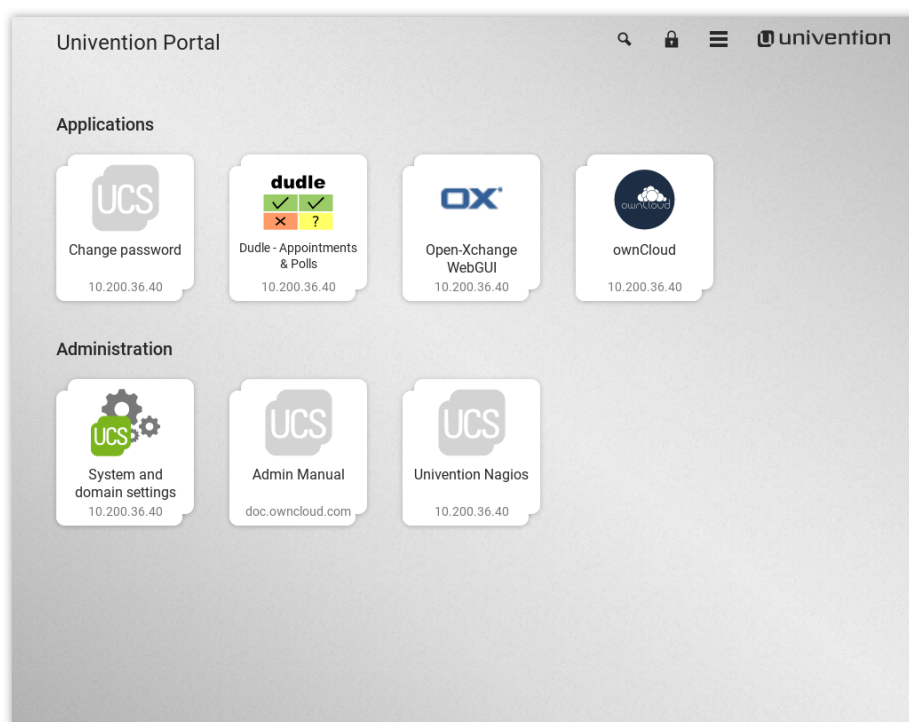 Univention Portal
univention
Applications
UCS
Change password
10.200.36.40
dudle
?
Dudle - Appointments
& Polls
10.200.36.40
OX
Open-Xchange
WebGUI
10.200.36.40
ownCloud
ownCloud
10.200.36.40
Administration
UCS
System and
domain settings
10.200.36.40
UCS
Admin Manual
doc.owncloud.com
UCS
Univention Nagios
10.200.36.40